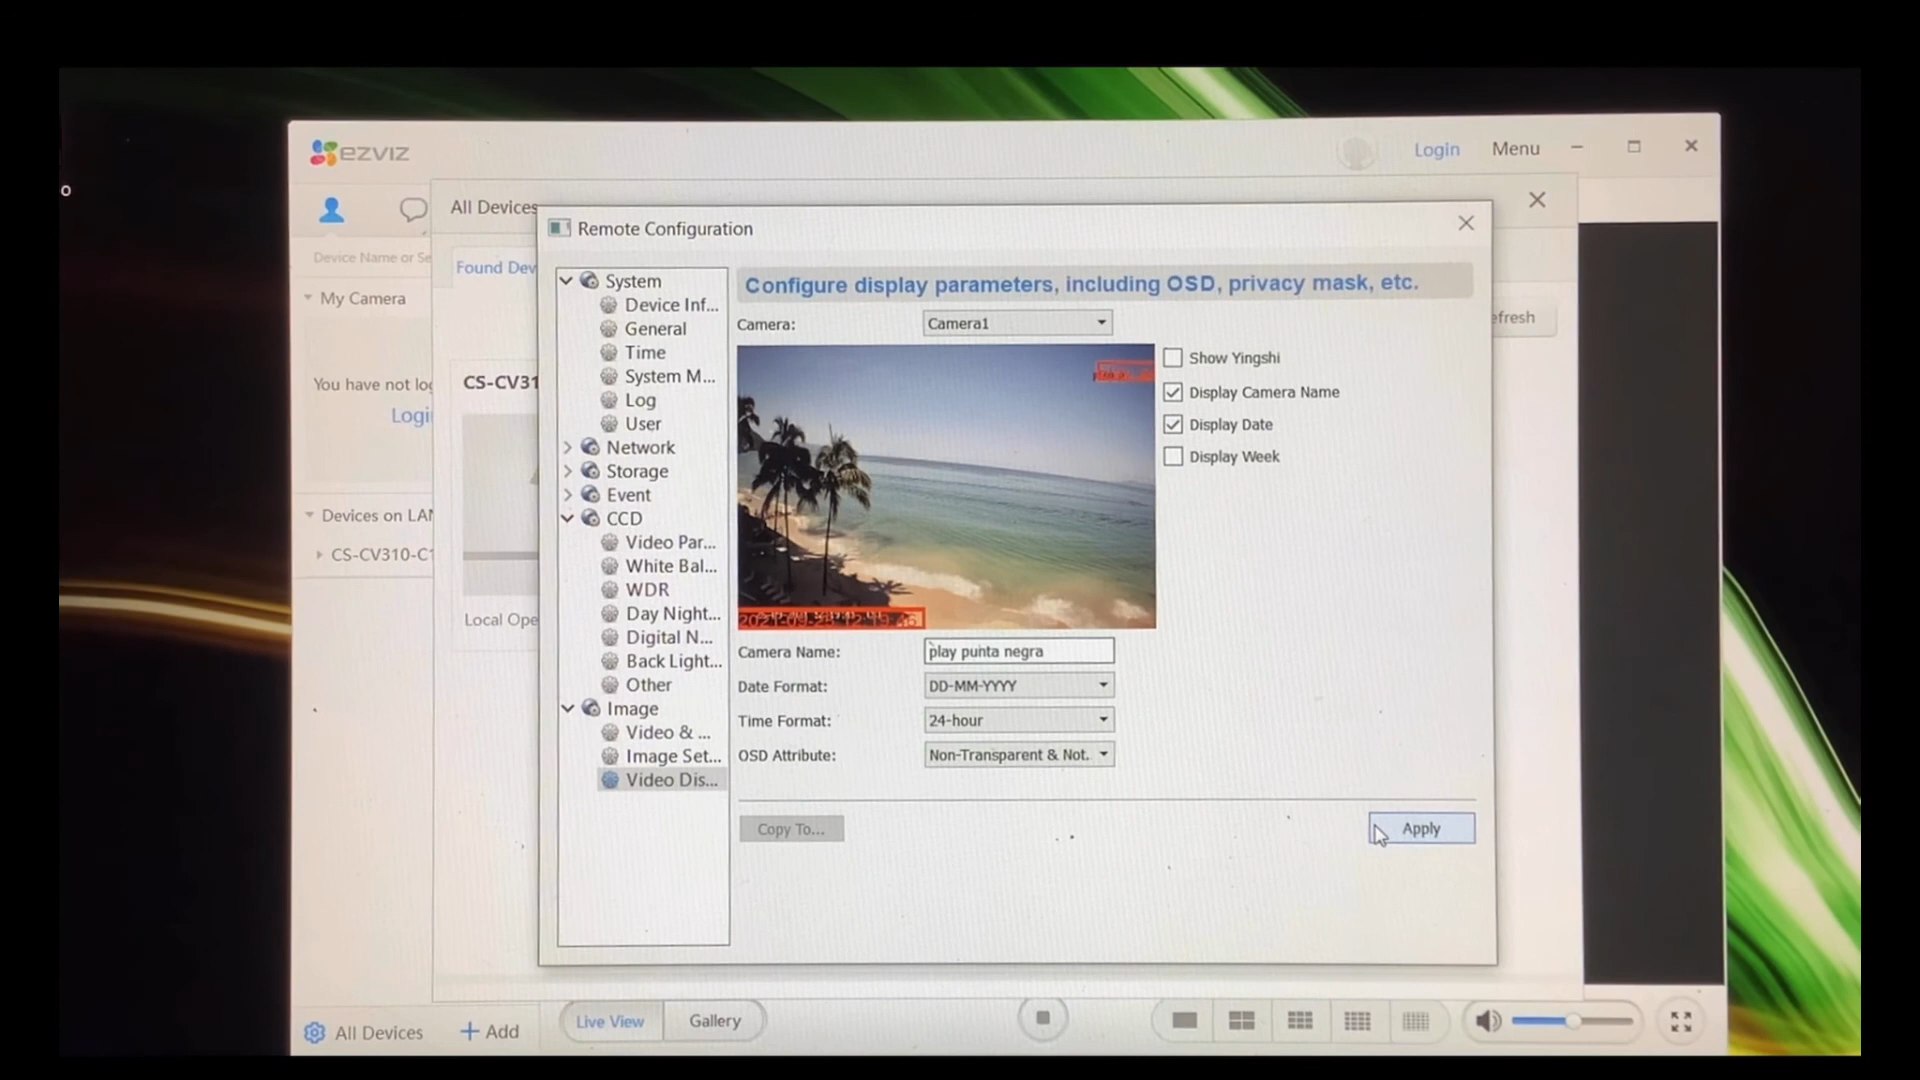 o
ezviz
Login
Menu
All Devices
Device Name or Se
My Camera
You have not log
Logi
Devices on LAN
CS-CV310-C1
Found Dev
efresh
CS-CV31
Local Ope
Remote Configuration
System
Device Inf...
General
Time
System M...
Log
User
Network
Storage
Event
CCD
Video Par...
White Bal...
WDR
Day Night...
Digital N...
Back Light...
Other
Image
Video & ...
Image Set...
Video Dis...
Configure display parameters, including OSD, privacy mask, etc.
Camera:
Camera1
Show Yingshi
Display Camera Name
Display Date
Display Week
Camera Name:
play punta negra
Date Format:
DD-MM-YYYY
Time Format:
24-hour
OSD Attribute:
Non-Transparent & Not.
Copy To...
Apply
All Devices
Add
Live View
Gallery